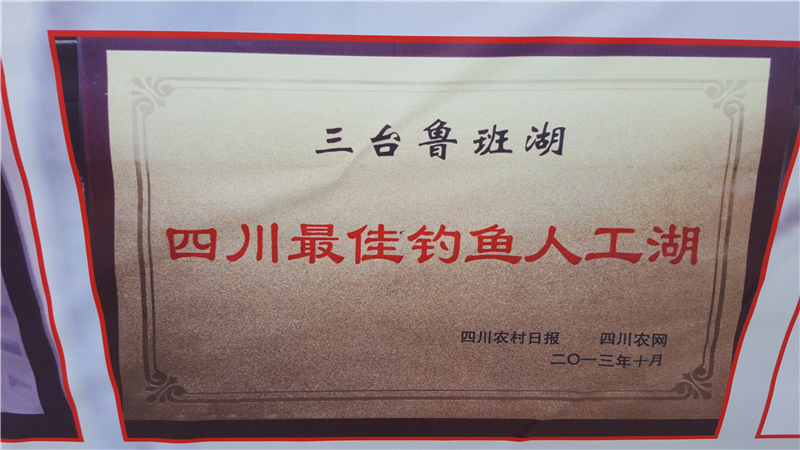 三台鲁班湖
四川最佳钓鱼人工湖
四川农村日报 四川农网
二〇一三年十月